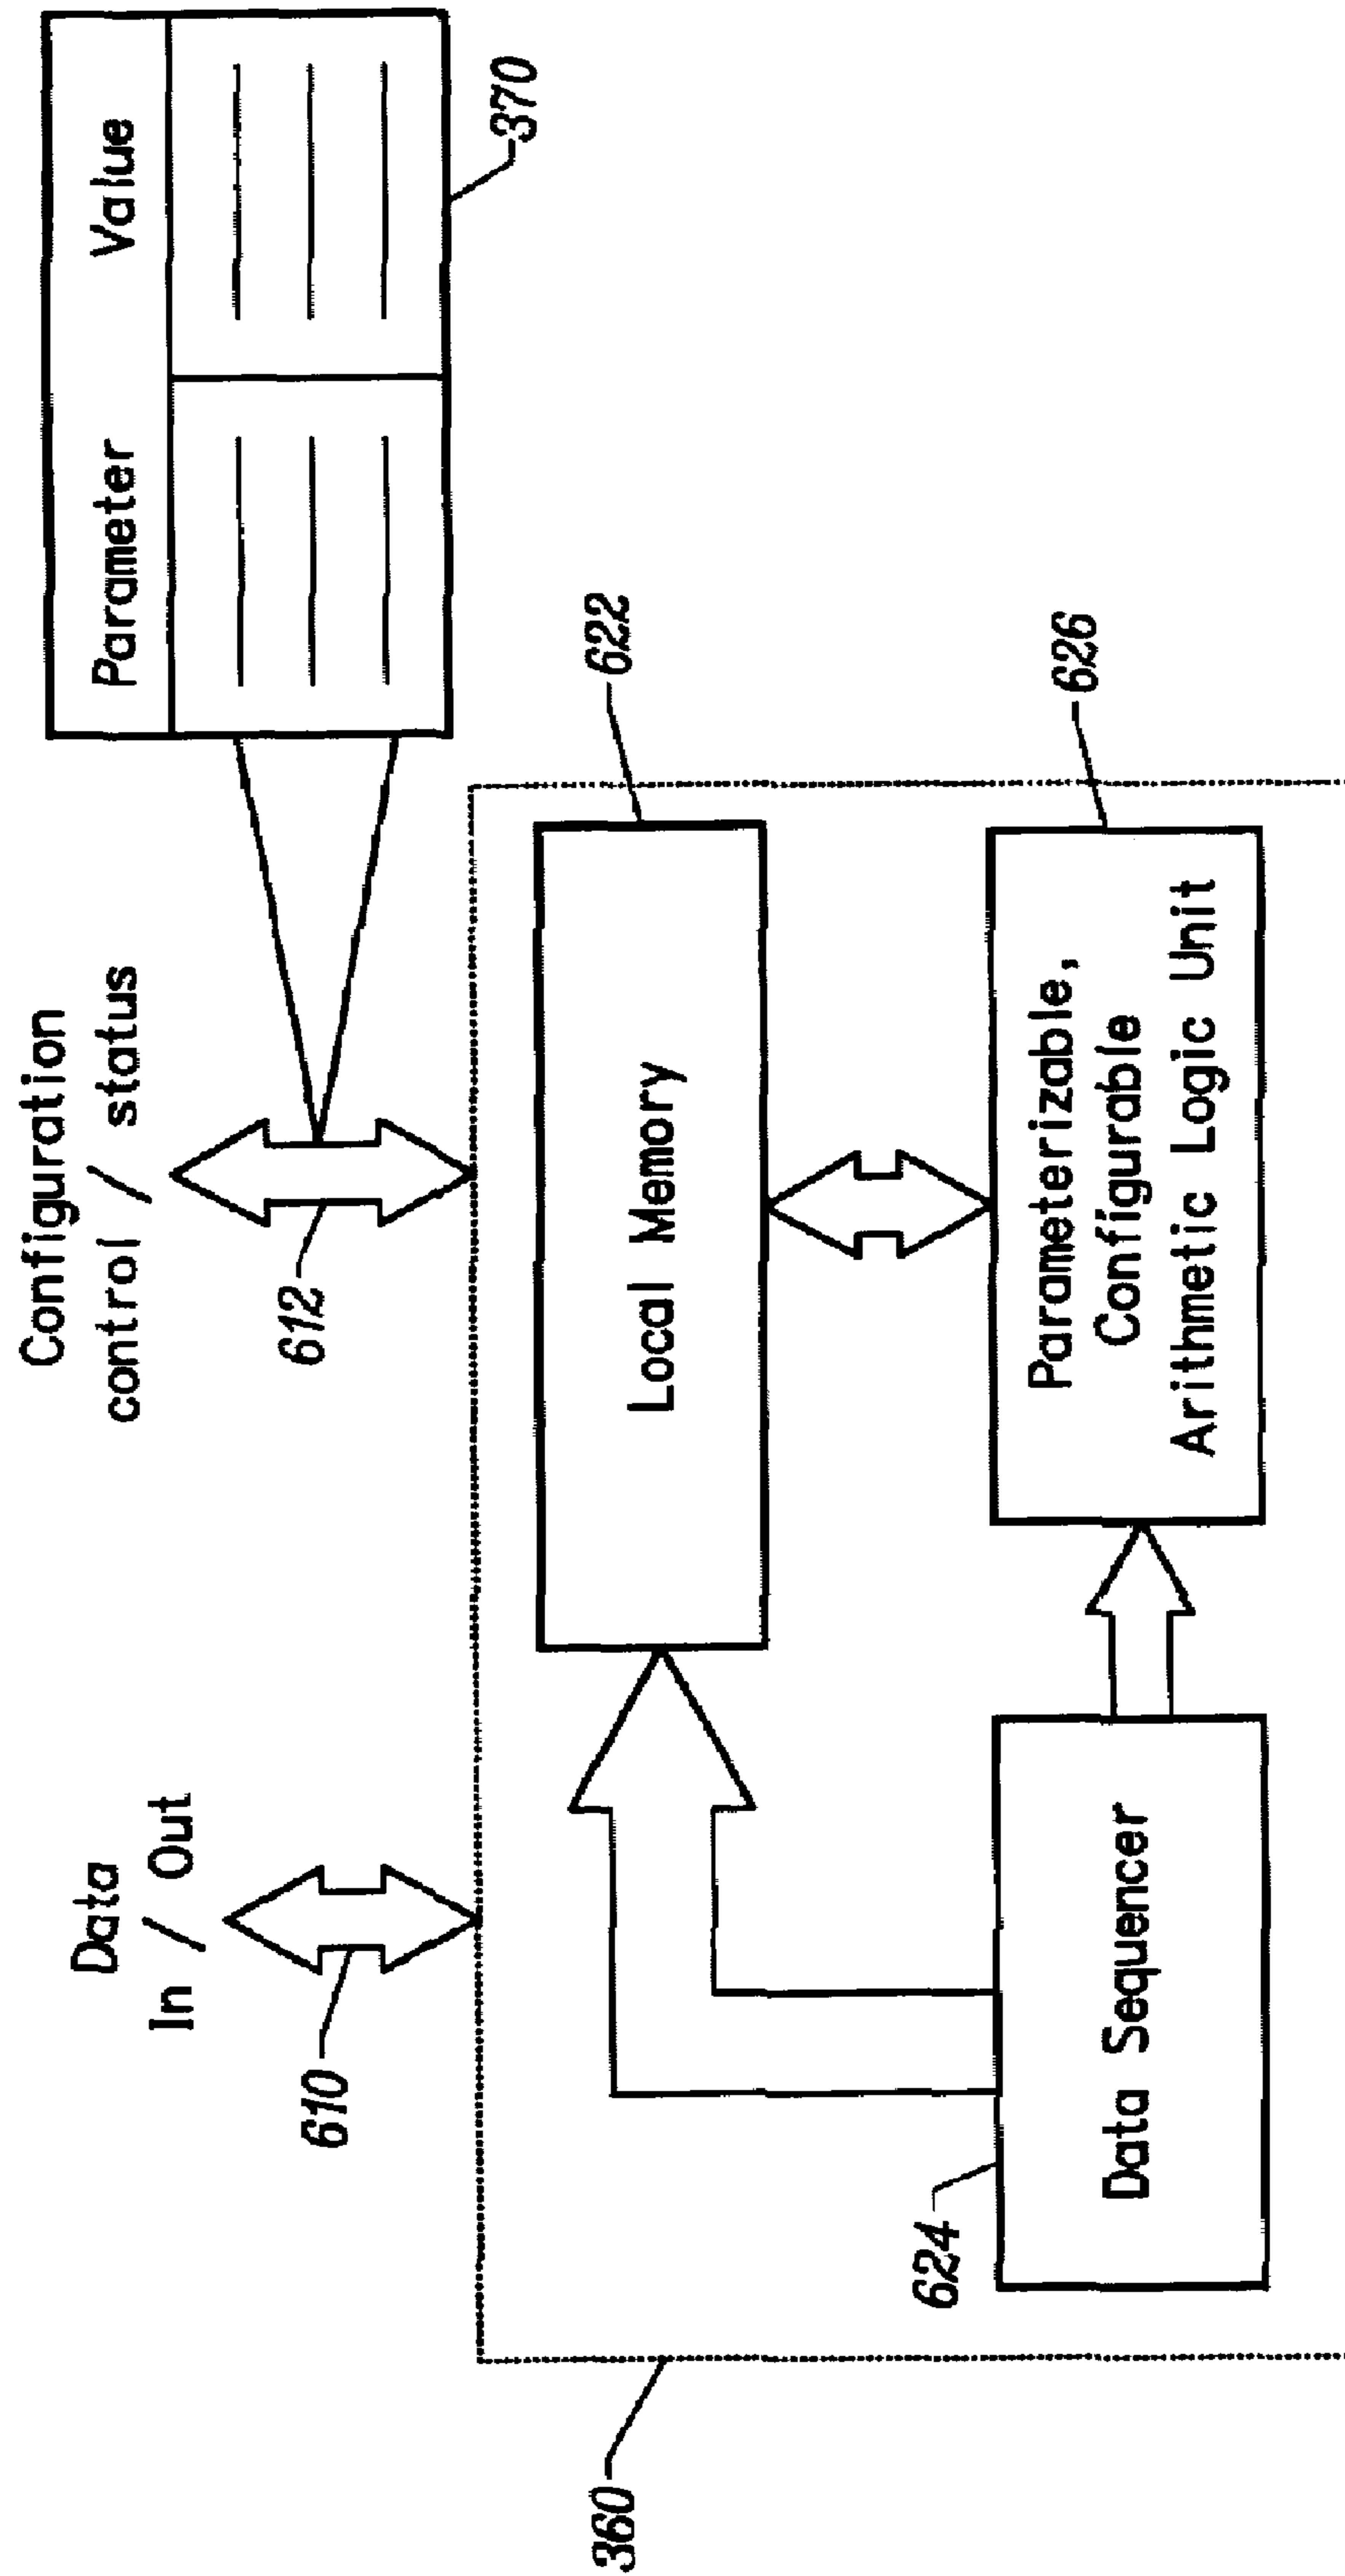 Data
In / Out
610
Configuration
control / status
612
Parameter Value
370
360
Local Memory
622
624
Data Sequencer
Parameterizable,
Configurable
Arithmetic Logic Unit
626